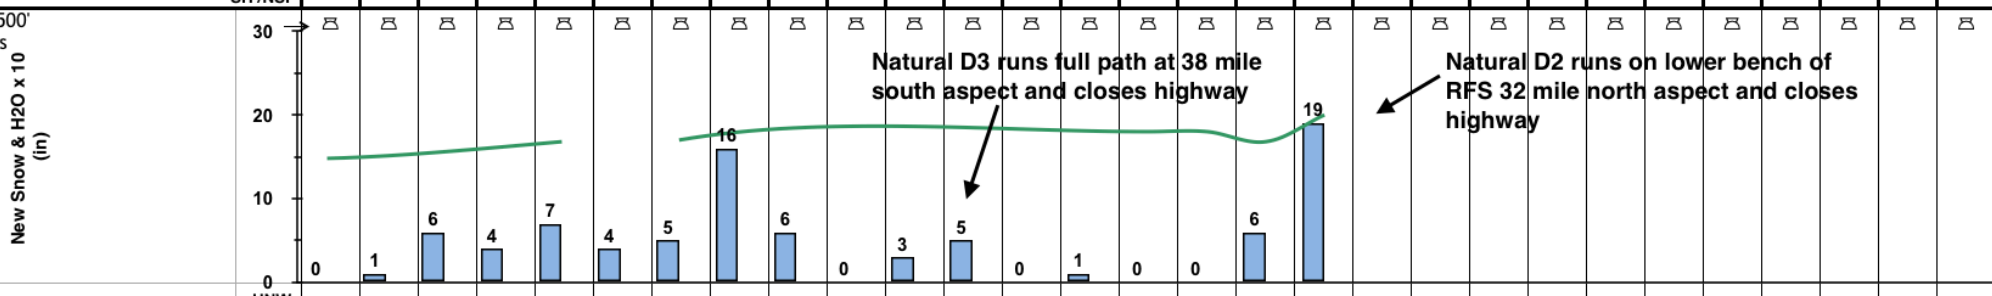 500'
s
New Snow & H2O x 10
(in)
30
20
10
0
Natural D3 runs full path at 38 mile
south aspect and closes highway
Natural D2 runs on lower bench of
RFS 32 mile north aspect and closes
highway
0
1
6
4
7
4
5
16
6
0
3
5
0
1
0
0
6
19